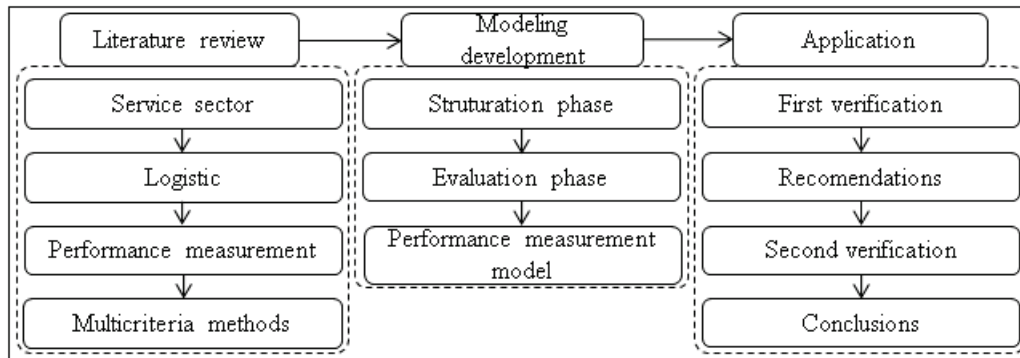 Literature review
Modeling
development
Application
Service sector
Logistic
Performance measurement
Multicriteria methods
Struturation phase
Evaluation phase
Performance measurement
model
First verification
Recomendations
Second verification
Conclusions